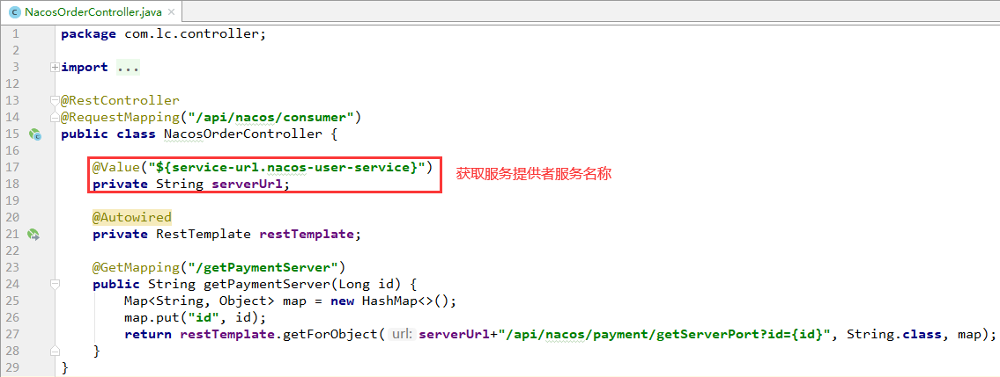 NacosOrderController.java
1 package com.lc.controller;
2
3 import ...
12
13 @RestController
14 @RequestMapping("/api/nacos/consumer")
15 public class NacosOrderController {
16
17 @Value("${service-url.nacos-user-service}") 获取服务提供者服务名称
18 private String serverUrl;
19
20 @Autowired
21 private RestTemplate restTemplate;
22
23 @GetMapping("/getPaymentServer")
24 public String getPaymentServer(Long id) {
25 Map<String, Object> map = new HashMap<>();
26 map.put("id", id);
27 return restTemplate.getForObject( url: serverUrl+"/api/nacos/payment/getServerPort?id={id}", String.class, map);
28 }
29 }